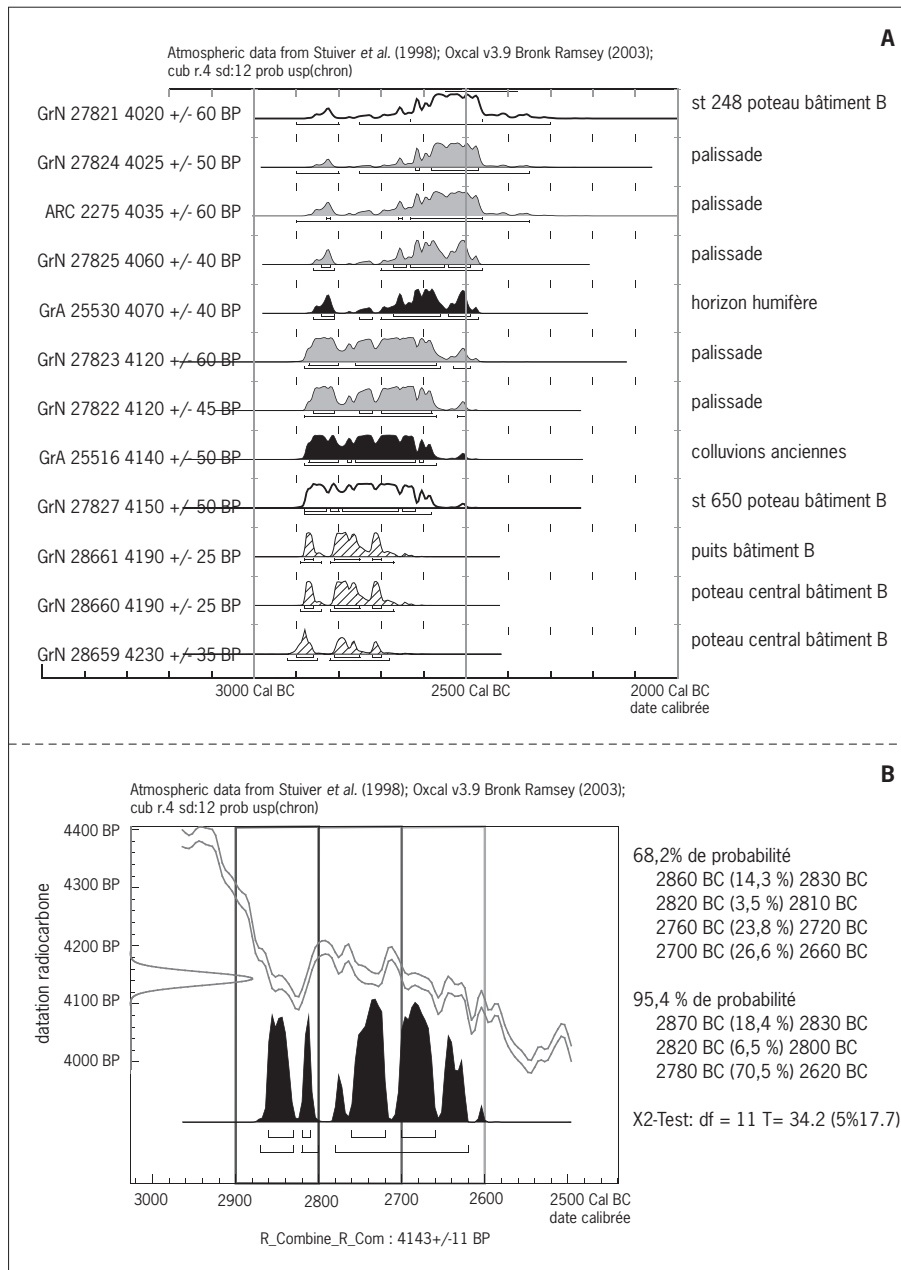 A
Atmospheric data from Stuiver et al. (1998); Oxcal v3.9 Bronk Ramsey (2003);
cub r.4 sd:12 prob usp(chron)
GrN 27821 4020 +/- 60 BP st 248 poteau bâtiment B
GrN 27824 4025 +/- 50 BP palissade
ARC 2275 4035 +/- 60 BP palissade
GrN 27825 4060 +/- 40 BP palissade
GrA 25530 4070 +/- 40 BP horizon humifère
GrN 27823 4120 +/- 60 BP palissade
GrN 27822 4120 +/- 45 BP palissade
GrA 25516 4140 +/- 50 BP colluvions anciennes
GrN 27827 4150 +/- 50 BP st 650 poteau bâtiment B
GrN 28661 4190 +/- 25 BP puits bâtiment B
GrN 28660 4190 +/- 25 BP poteau central bâtiment B
GrN 28659 4230 +/- 35 BP poteau central bâtiment B
3000 Cal BC 2500 Cal BC 2000 Cal BC
date calibrée
B
Atmospheric data from Stuiver et al. (1998); Oxcal v3.9 Bronk Ramsey (2003);
cub r.4 sd:12 prob usp(chron)
datation radiocarbone
4400 BP
4300 BP
4200 BP
4100 BP
4000 BP
3000 2900 2800 2700 2600 2500 Cal BC
date calibrée
R_Combine_R_Com : 4143+/-11 BP
68,2% de probabilité
2860 BC (14,3 %) 2830 BC
2820 BC (3,5 %) 2810 BC
2760 BC (23,8 %) 2720 BC
2700 BC (26,6 %) 2660 BC
95,4 % de probabilité
2870 BC (18,4 %) 2830 BC
2820 BC (6,5 %) 2800 BC
2780 BC (70,5 %) 2620 BC
X2-Test: df = 11 T= 34.2 (5%17.7)